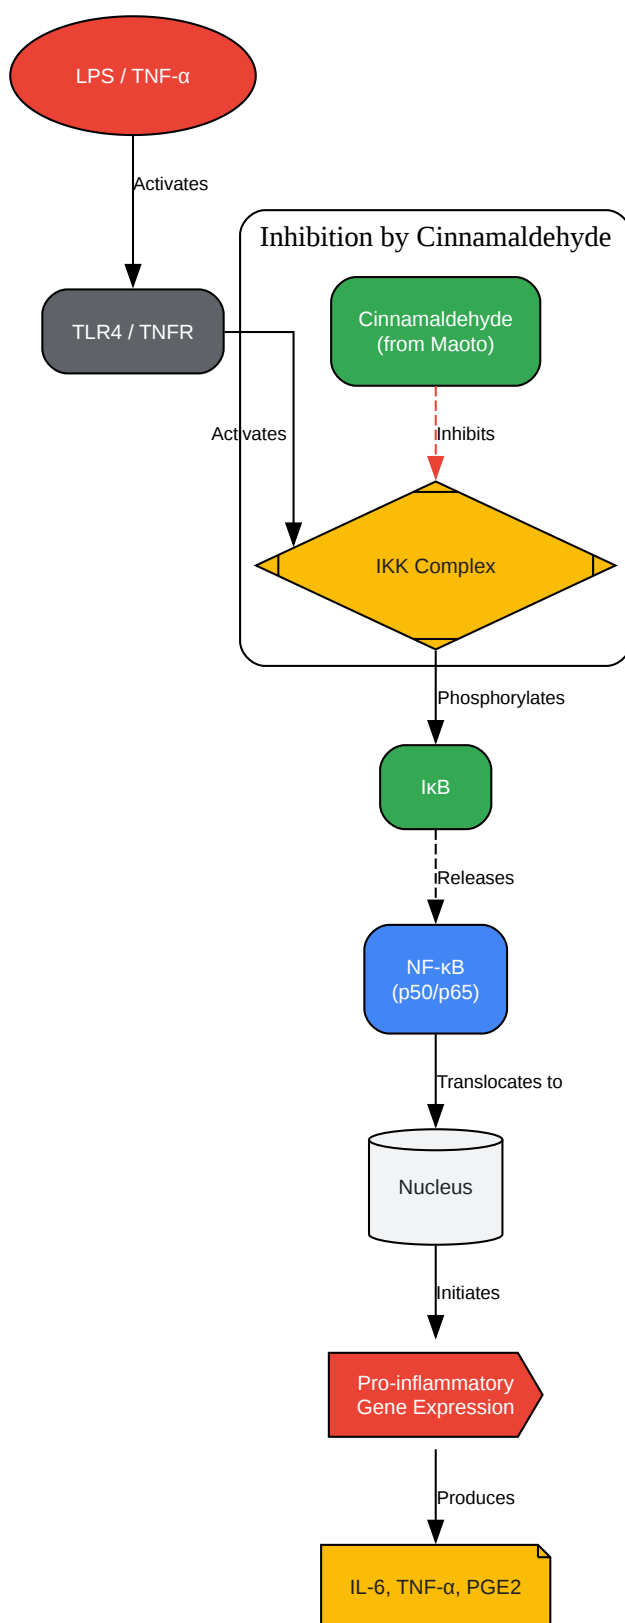 LPS / TNF-α
Activates
Inhibition by Cinnamaldehyde
TLR4 / TNFR
Cinnamaldehyde
(from Maoto)
Activates
Inhibits
IKK Complex
Phosphorylates
IκB
Releases
NF-κB
(p50/p65)
Translocates to
Nucleus
Initiates
Pro-inflammatory
Gene Expression
Produces
IL-6, TNF-α, PGE2